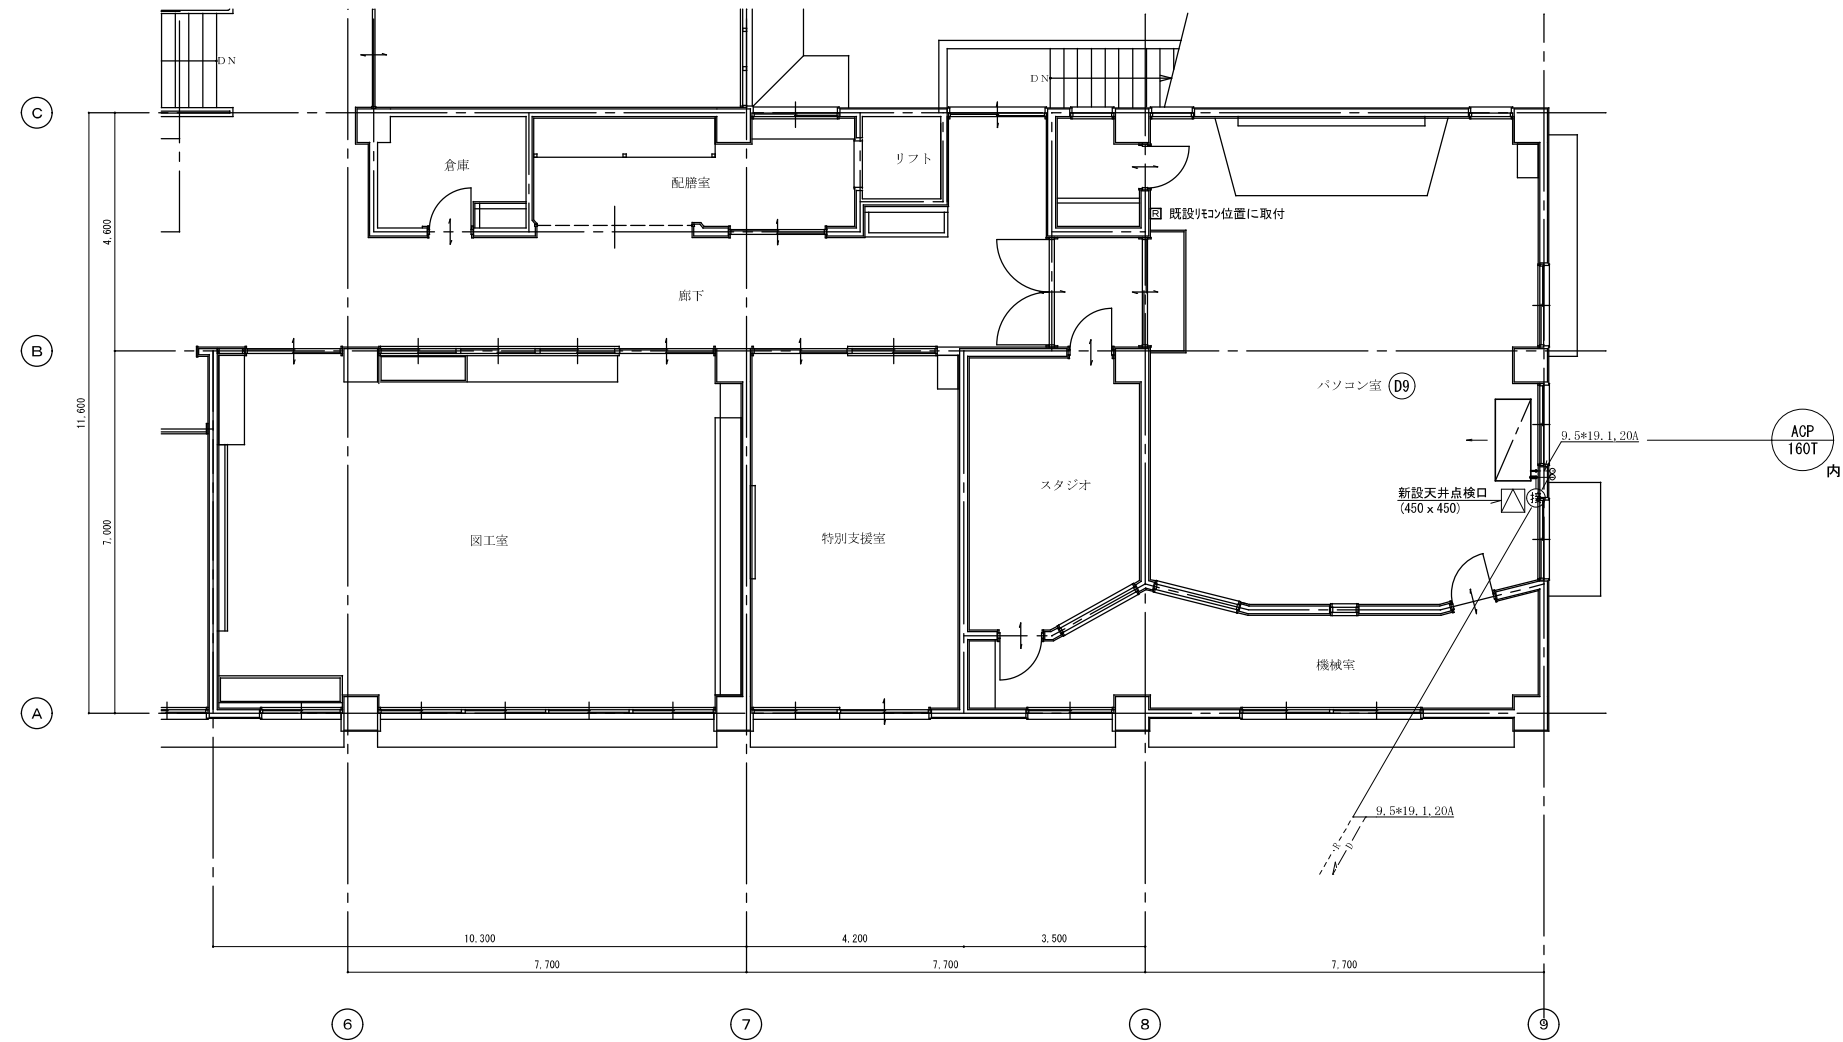 DN
DN
C
倉庫
配膳室
リフト
R 既設ﾘﾓｺﾝ位置に取付
4,600
廊下
B
パソコン室 D9
11,600
9.5*19.1,20A
ACP
160T
内
スタジオ
新設天井点検口
(450 x 450)
接
7,000
図工室
特別支援室
機械室
A
9.5*19.1,20A
R
D
10,300
4,200
3,500
7,700
7,700
7,700
6
7
8
9